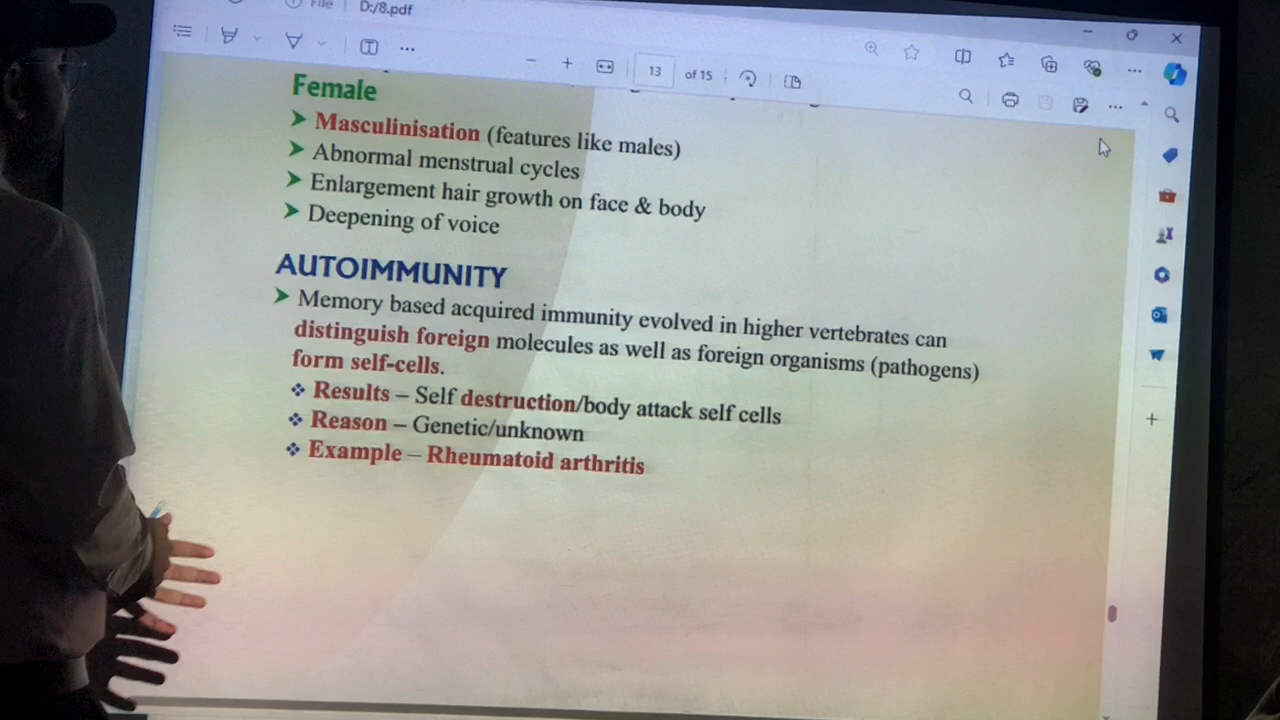 File D:/8.pdf
13 of 15
Female
➤ Masculinisation (features like males)
➤ Abnormal menstrual cycles
➤ Enlargement hair growth on face & body
➤ Deepening of voice
AUTOIMMUNITY
➤ Memory based acquired immunity evolved in higher vertebrates can
distinguish foreign molecules as well as foreign organisms (pathogens)
form self-cells.
❖ Results – Self destruction/body attack self cells
❖ Reason – Genetic/unknown
❖ Example – Rheumatoid arthritis